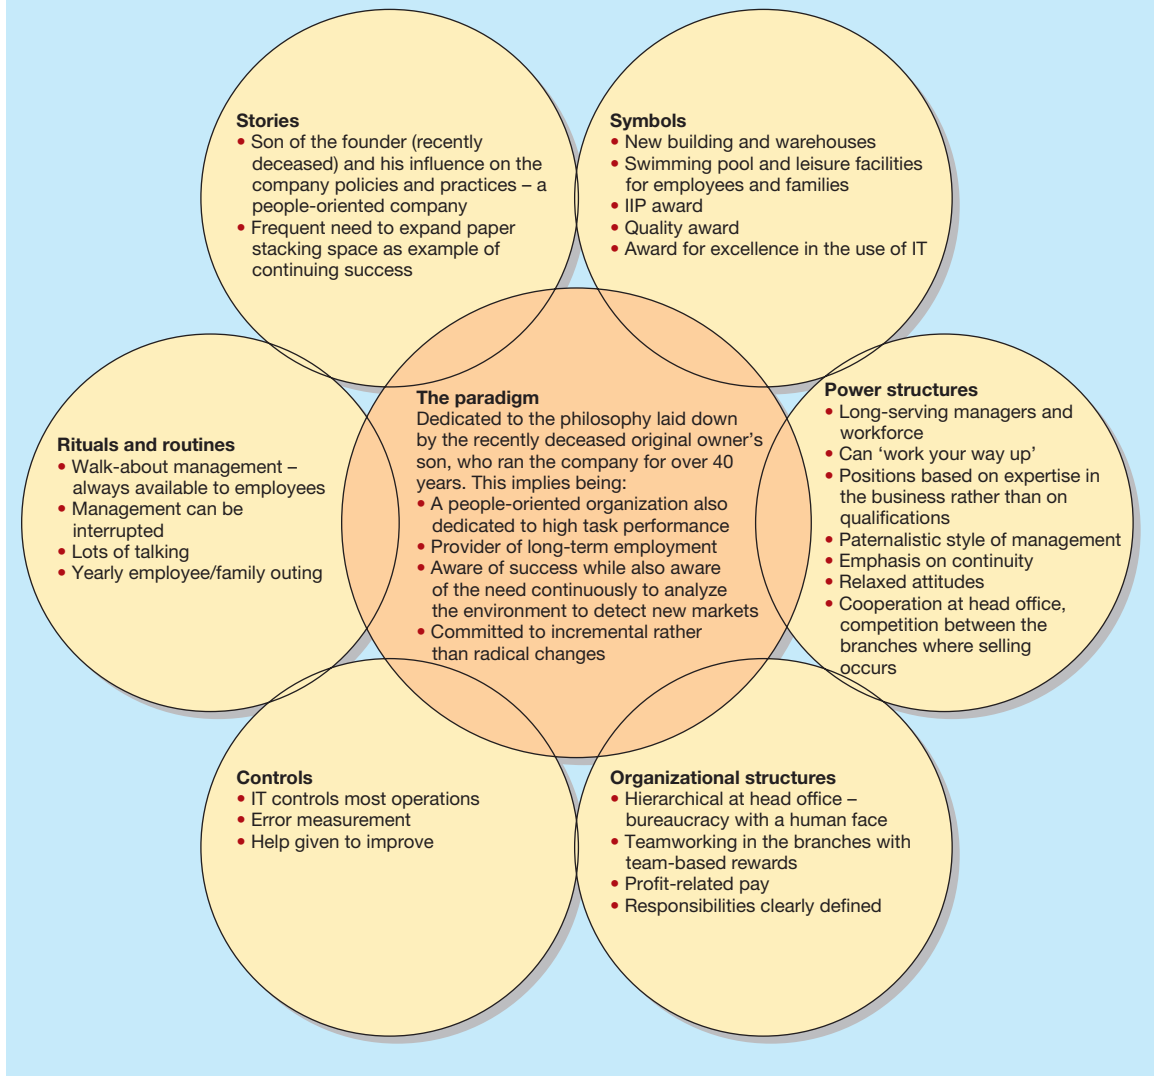 Stories
• Son of the founder (recently
deceased) and his influence on the
company policies and practices – a
people-oriented company
• Frequent need to expand paper
stacking space as example of
continuing success
Symbols
• New building and warehouses
• Swimming pool and leisure facilities
for employees and families
• IIP award
• Quality award
• Award for excellence in the use of IT
Rituals and routines
• Walk-about management –
always available to employees
• Management can be
interrupted
• Lots of talking
• Yearly employee/family outing
The paradigm
Dedicated to the philosophy laid down
by the recently deceased original owner’s
son, who ran the company for over 40
years. This implies being:
• A people-oriented organization also
dedicated to high task performance
• Provider of long-term employment
• Aware of success while also aware
of the need continuously to analyze
the environment to detect new markets
• Committed to incremental rather
than radical changes
Power structures
• Long-serving managers and
workforce
• Can ‘work your way up’
• Positions based on expertise in
the business rather than on
qualifications
• Paternalistic style of management
• Emphasis on continuity
• Relaxed attitudes
• Cooperation at head office,
competition between the
branches where selling
occurs
Controls
• IT controls most operations
• Error measurement
• Help given to improve
Organizational structures
• Hierarchical at head office –
bureaucracy with a human face
• Teamworking in the branches with
team-based rewards
• Profit-related pay
• Responsibilities clearly defined